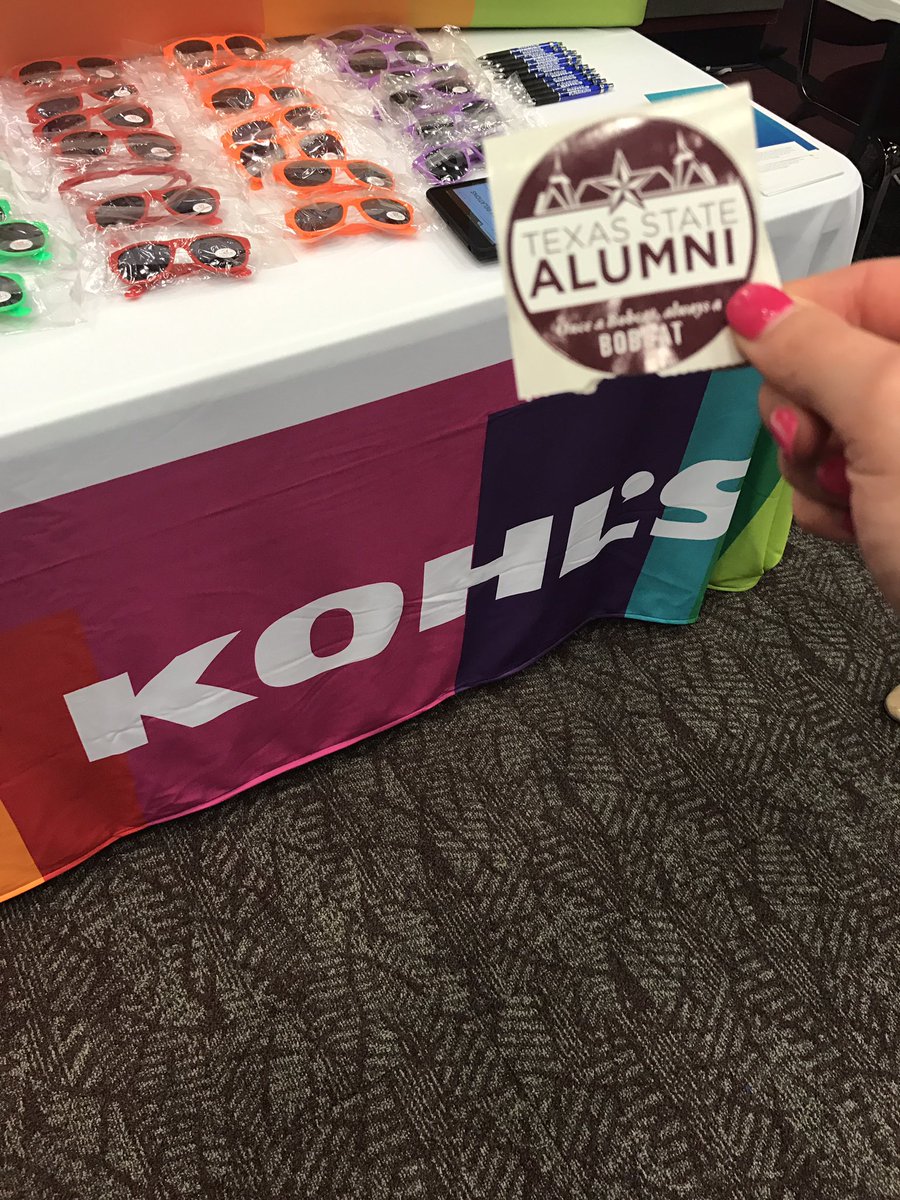 TEXAS STATE
ALUMNI
Once a Bobcat, always a
BOBCAT
KOHL'S